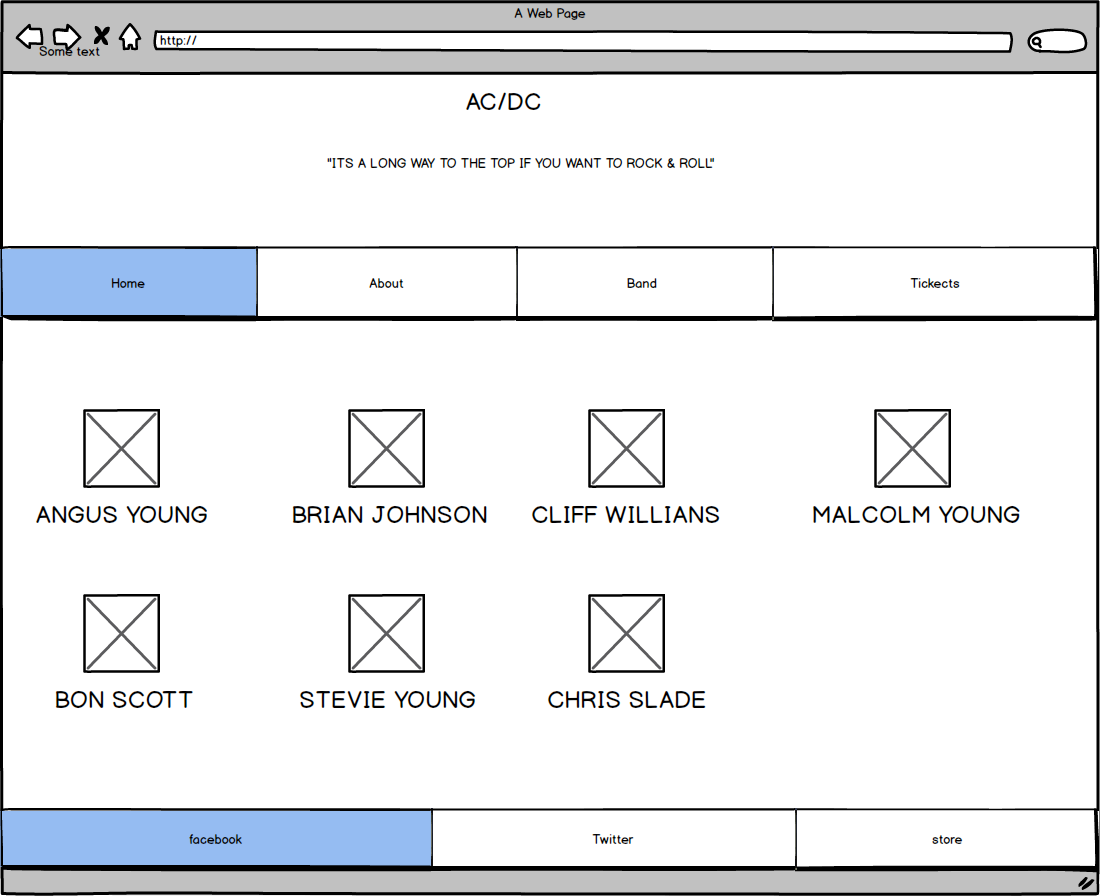 A Web Page
http://
Some text
AC/DC
"ITS A LONG WAY TO THE TOP IF YOU WANT TO ROCK & ROLL"
Home About Band Tickects
ANGUS YOUNG BRIAN JOHNSON CLIFF WILLIANS MALCOLM YOUNG
BON SCOTT STEVIE YOUNG CHRIS SLADE
facebook Twitter store